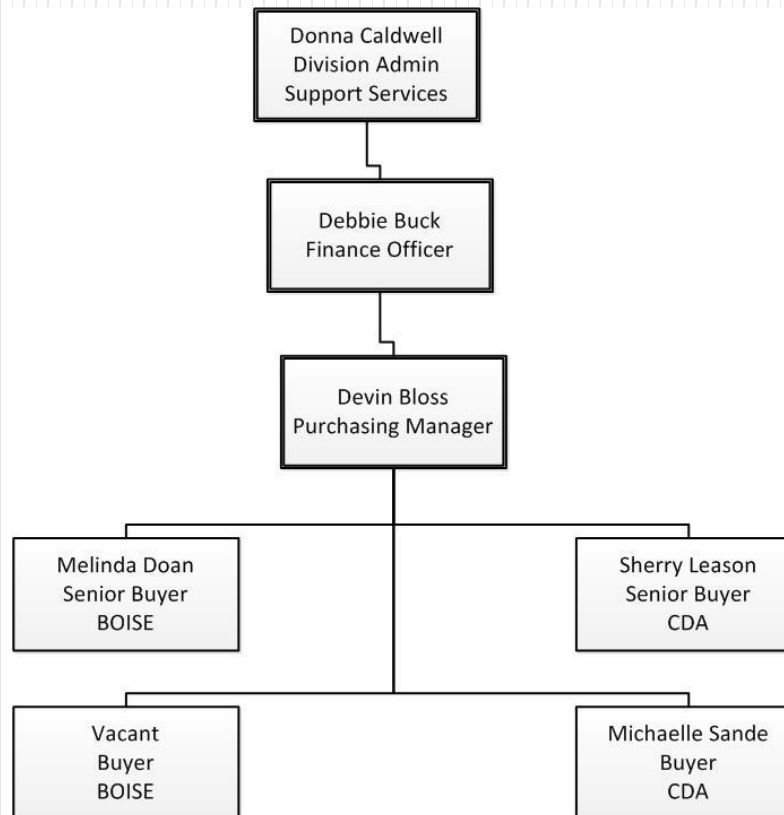 Donna Caldwell
Division Admin
Support Services
Debbie Buck
Finance Officer
Devin Bloss
Purchasing Manager
Melinda Doan
Senior Buyer
BOISE
Sherry Leason
Senior Buyer
CDA
Vacant
Buyer
BOISE
Michaelle Sande
Buyer
CDA